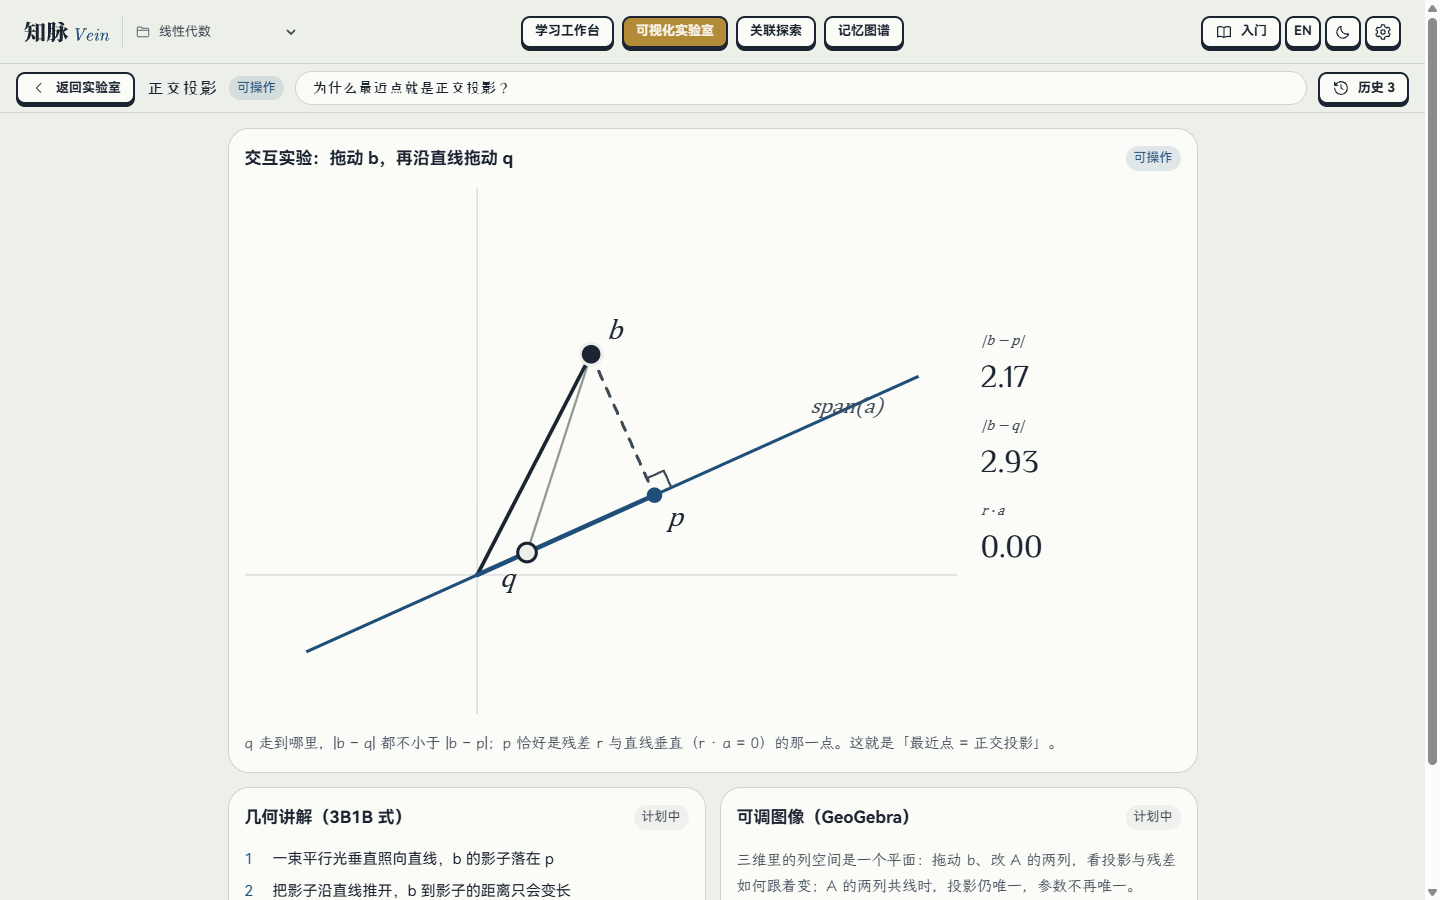 知脉 Vein 线性代数 学习工作台 可视化实验室 关联探索 记忆图谱 入门 EN
返回实验室 正交投影 可操作 为什么最近点就是正交投影？ 历史 3
交互实验：拖动 b，再沿直线拖动 q 可操作
b
|b − p|
2.17
span(a)
|b − q|
2.93
p
r · a
0.00
q
q 走到哪里，|b − q| 都不小于 |b − p|；p 恰好是残差 r 与直线垂直（r · a = 0）的那一点。这就是「最近点 = 正交投影」。
几何讲解（3B1B 式） 计划中
1 一束平行光垂直照向直线，b 的影子落在 p
2 把影子沿直线推开，b 到影子的距离只会变长
可调图像（GeoGebra） 计划中
三维里的列空间是一个平面：拖动 b、改 A 的两列，看投影与残差
如何跟着变；A 的两列共线时，投影仍唯一，参数不再唯一。